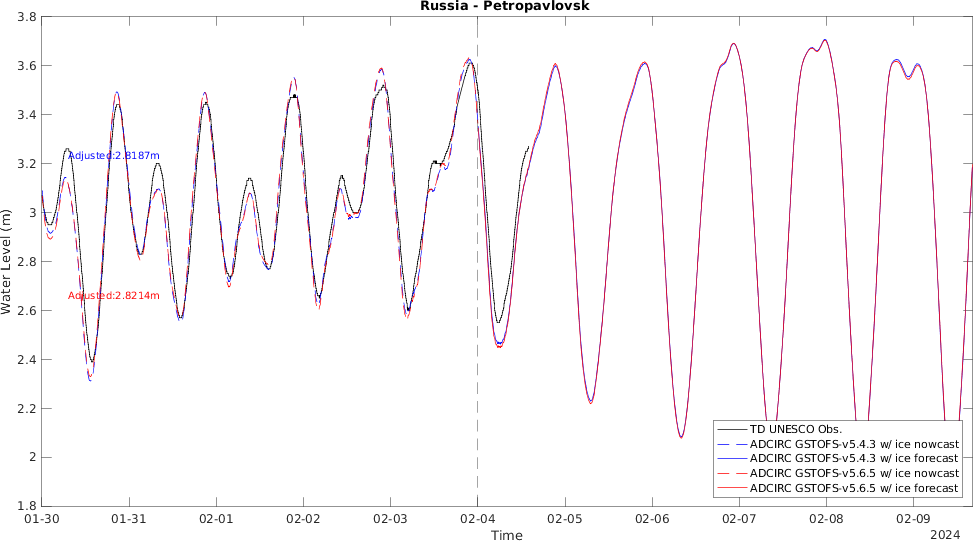 Russia - Petropavlovsk
3.8
3.6
3.4
3.2
3
2.8
2.6
2.4
2.2
2
1.8
Water Level (m)
Adjusted:2.8187m
Adjusted:2.8214m
TD UNESCO Obs.
ADCIRC GSTOFS-v5.4.3 w/ ice nowcast
ADCIRC GSTOFS-v5.4.3 w/ ice forecast
ADCIRC GSTOFS-v5.6.5 w/ ice nowcast
ADCIRC GSTOFS-v5.6.5 w/ ice forecast
01-30 01-31 02-01 02-02 02-03 02-04 02-05 02-06 02-07 02-08 02-09
Time
2024